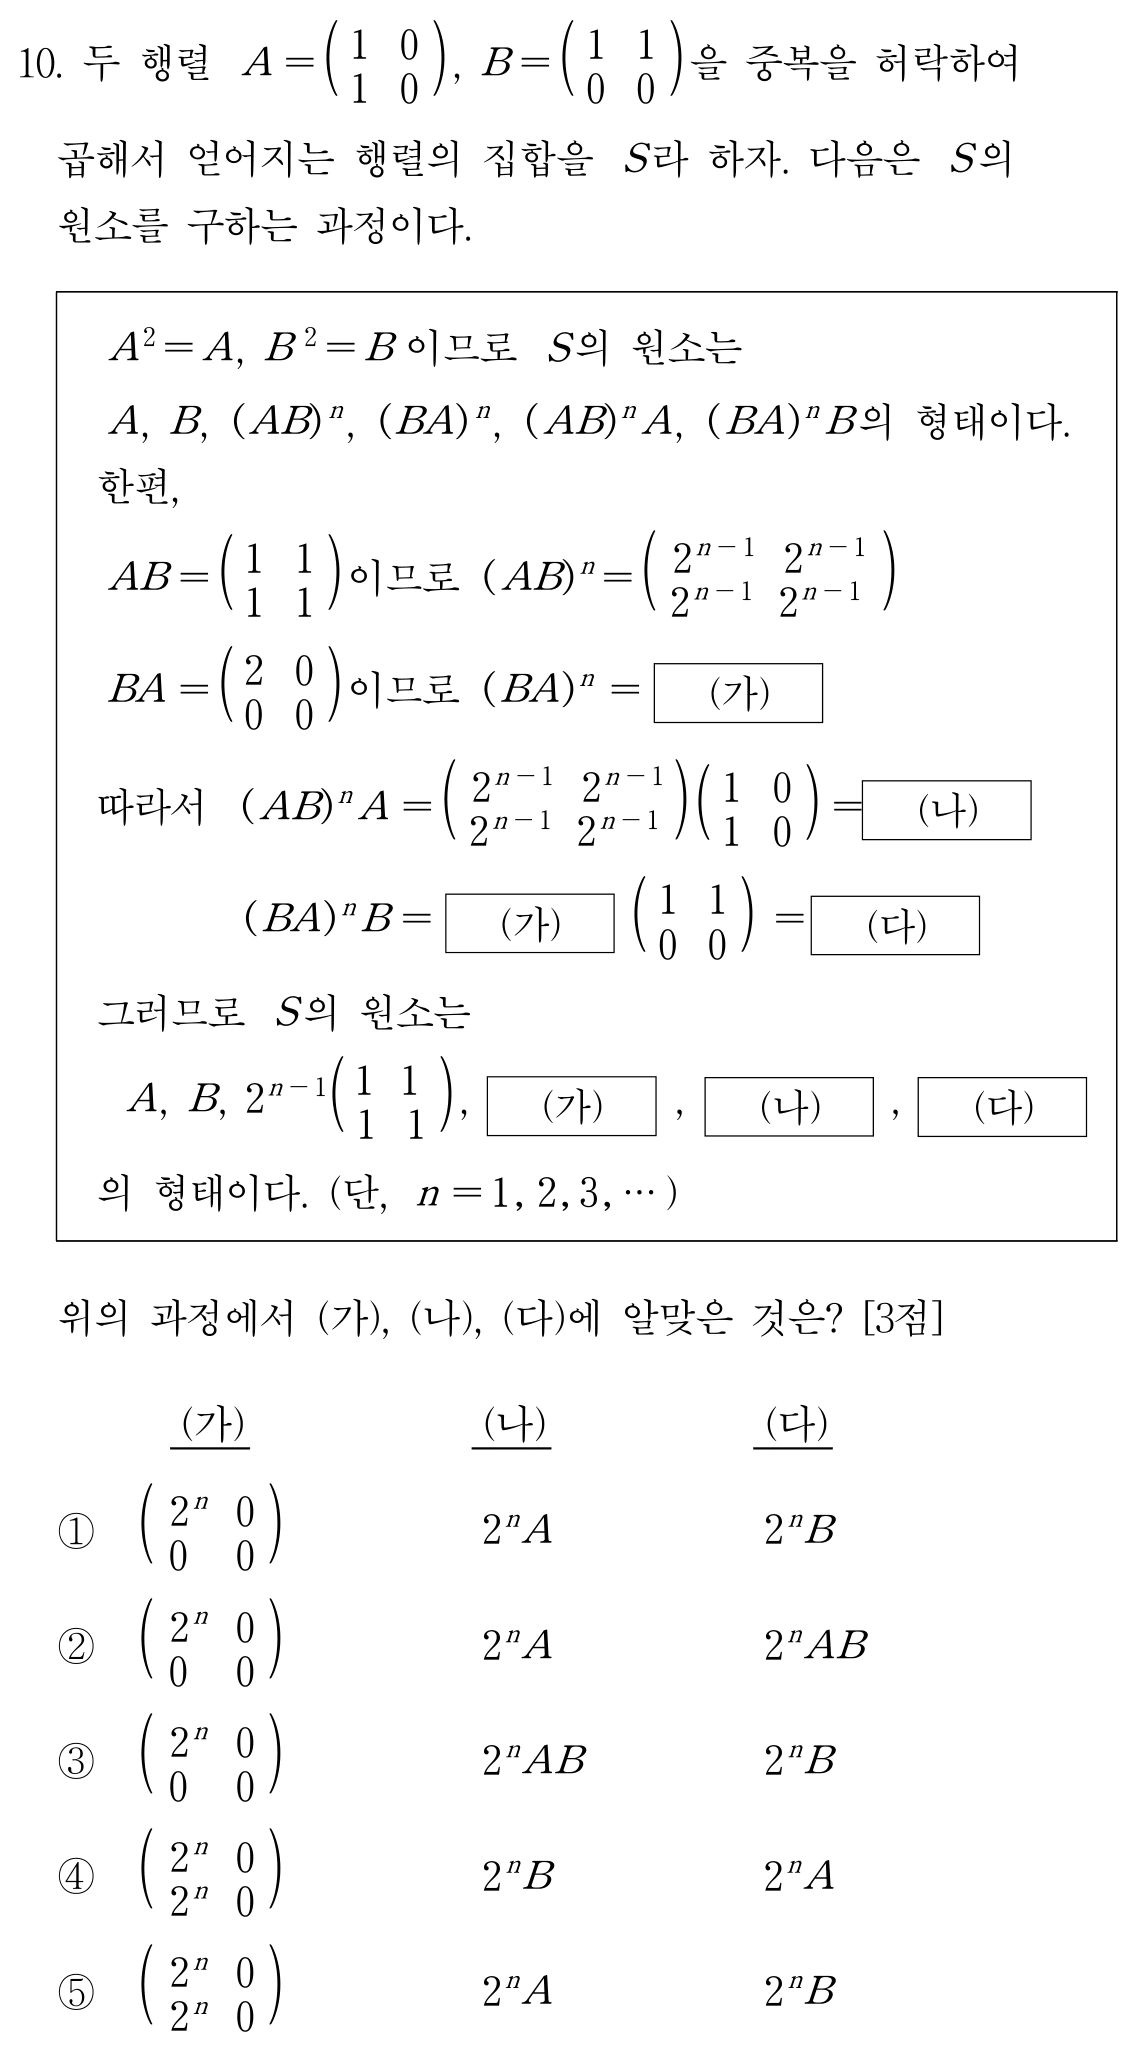 10. 두 행렬 A=(1 0; 1 0), B=(1 1; 0 0)을 중복을 허락하여
곱해서 얻어지는 행렬의 집합을 S라 하자. 다음은 S의
원소를 구하는 과정이다.
A²=A, B²=B이므로 S의 원소는
A, B, (AB)ⁿ, (BA)ⁿ, (AB)ⁿA, (BA)ⁿB의 형태이다.
한편,
AB=(1 1; 1 1)이므로 (AB)ⁿ=(2ⁿ⁻¹ 2ⁿ⁻¹; 2ⁿ⁻¹ 2ⁿ⁻¹)
BA=(2 0; 0 0)이므로 (BA)ⁿ= (가)
따라서 (AB)ⁿA=(2ⁿ⁻¹ 2ⁿ⁻¹; 2ⁿ⁻¹ 2ⁿ⁻¹)(1 0; 1 0)= (나)
(BA)ⁿB= (가) (1 1; 0 0)= (다)
그러므로 S의 원소는
A, B, 2ⁿ⁻¹(1 1; 1 1), (가) , (나) , (다)
의 형태이다. (단, n=1, 2, 3, ⋯)
위의 과정에서 (가), (나), (다)에 알맞은 것은? [3점]
(가) (나) (다)
① (2ⁿ 0; 0 0) 2ⁿA 2ⁿB
② (2ⁿ 0; 0 0) 2ⁿA 2ⁿAB
③ (2ⁿ 0; 0 0) 2ⁿAB 2ⁿB
④ (2ⁿ 0; 2ⁿ 0) 2ⁿB 2ⁿA
⑤ (2ⁿ 0; 2ⁿ 0) 2ⁿA 2ⁿB